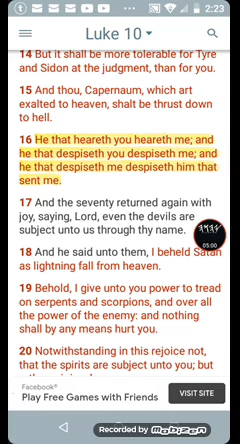 2:23
Luke 10
14 But it shall be more tolerable for Tyre
and Sidon at the judgment, than for you.
15 And thou, Capernaum, which art
exalted to heaven, shalt be thrust down
to hell.
16 He that heareth you heareth me; and
he that despiseth you despiseth me; and
he that despiseth me despiseth him that
sent me.
17 And the seventy returned again with
joy, saying, Lord, even the devils are
subject unto us through thy name.
18 And he said unto them, I beheld Satan
as lightning fall from heaven.
05:00
19 Behold, I give unto you power to tread
on serpents and scorpions, and over all
the power of the enemy: and nothing
shall by any means hurt you.
20 Notwithstanding in this rejoice not,
that the spirits are subject unto you; but
Facebook®
Play Free Games with Friends
VISIT SITE
Recorded by Mobizen